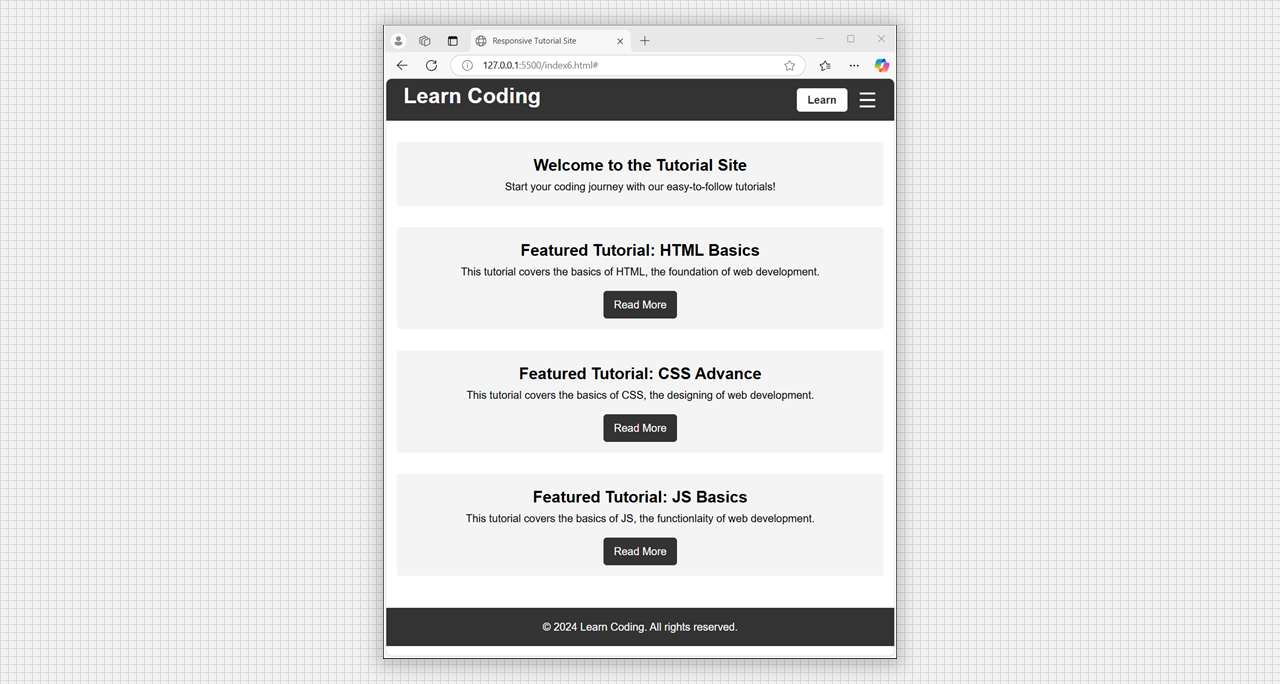 Responsive Tutorial Site
127.0.0.1:5500/index6.html#
Learn Coding
Learn
Welcome to the Tutorial Site
Start your coding journey with our easy-to-follow tutorials!
Featured Tutorial: HTML Basics
This tutorial covers the basics of HTML, the foundation of web development.
Read More
Featured Tutorial: CSS Advance
This tutorial covers the basics of CSS, the designing of web development.
Read More
Featured Tutorial: JS Basics
This tutorial covers the basics of JS, the functionlaity of web development.
Read More
© 2024 Learn Coding. All rights reserved.